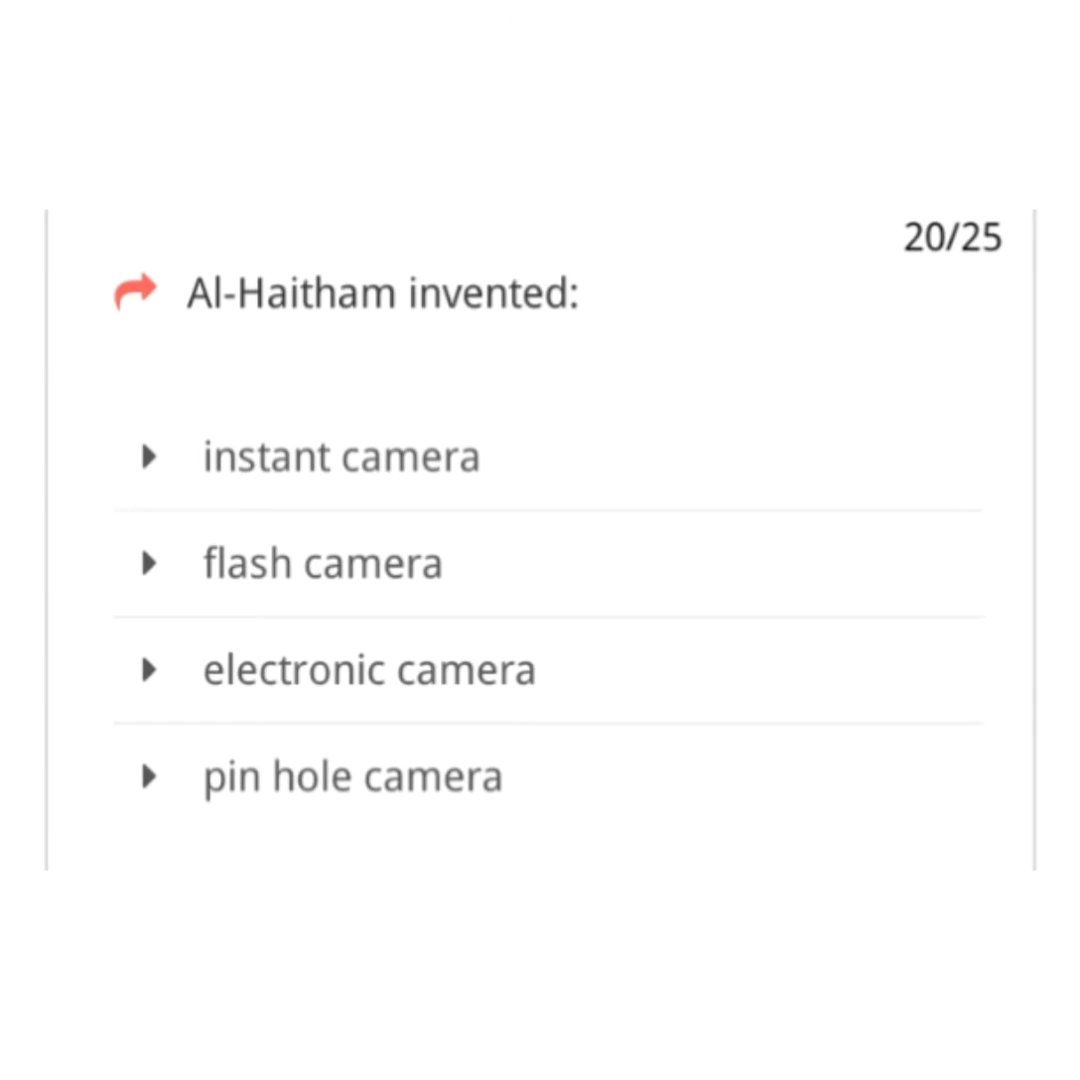 20/25
Al-Haitham invented:
instant camera
flash camera
electronic camera
pin hole camera